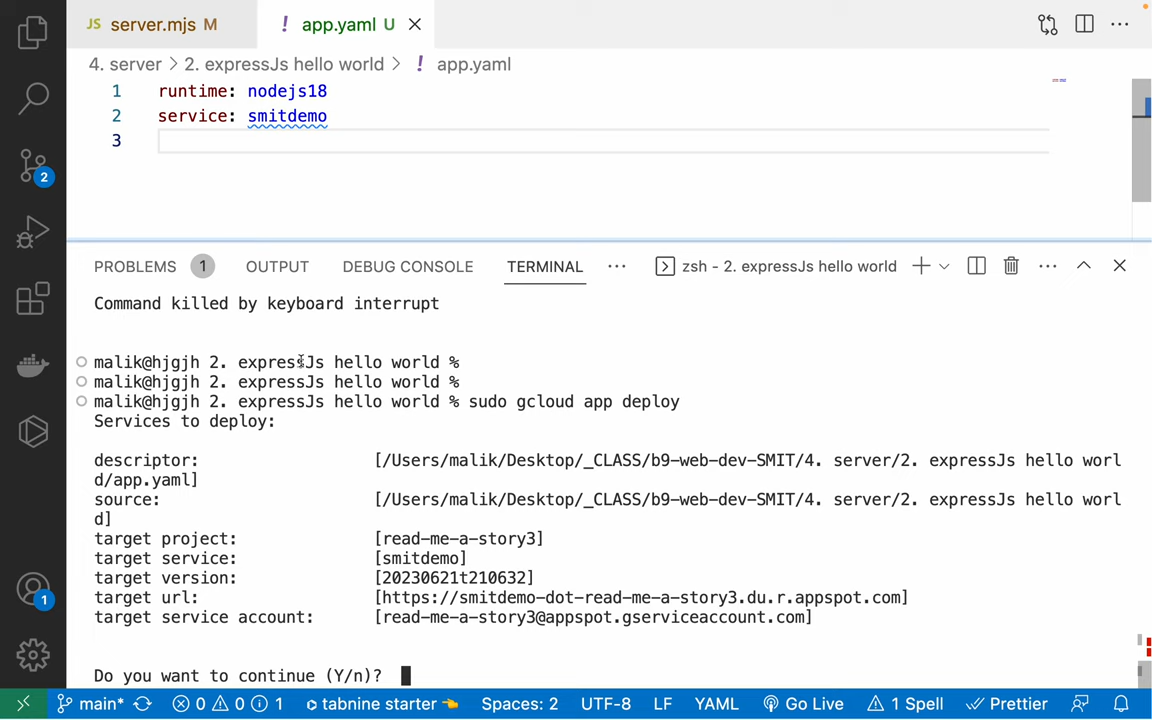 JS server.mjs M
! app.yaml U
4. server > 2. expressJs hello world > ! app.yaml
1 runtime: nodejs18
2 service: smitdemo
3
2
PROBLEMS 1 OUTPUT DEBUG CONSOLE TERMINAL ... zsh - 2. expressJs hello world
Command killed by keyboard interrupt
malik@hjgjh 2. expressJs hello world %
malik@hjgjh 2. expressJs hello world %
malik@hjgjh 2. expressJs hello world % sudo gcloud app deploy
Services to deploy:
descriptor: [/Users/malik/Desktop/_CLASS/b9-web-dev-SMIT/4. server/2. expressJs hello worl
d/app.yaml]
source: [/Users/malik/Desktop/_CLASS/b9-web-dev-SMIT/4. server/2. expressJs hello worl
d]
target project: [read-me-a-story3]
target service: [smitdemo]
target version: [20230621t210632]
target url: [https://smitdemo-dot-read-me-a-story3.du.r.appspot.com]
target service account: [read-me-a-story3@appspot.gserviceaccount.com]
1
Do you want to continue (Y/n)?
main* 0 0 1 tabnine starter Spaces: 2 UTF-8 LF YAML Go Live 1 Spell Prettier